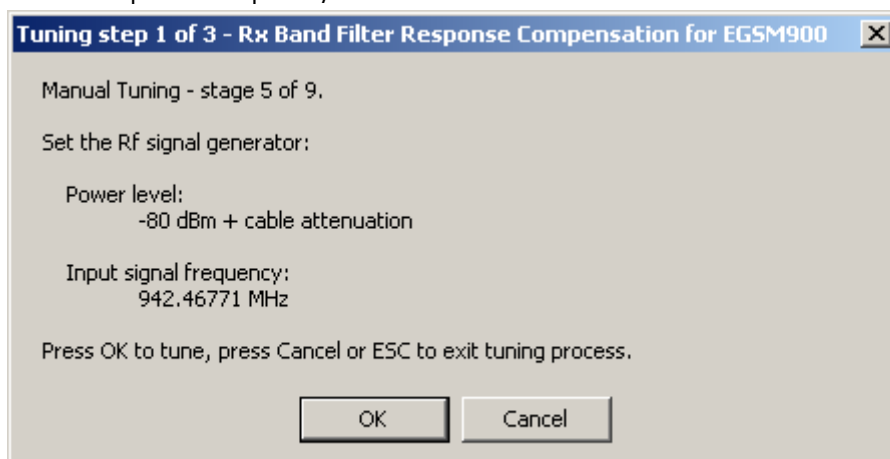 Tuning step 1 of 3 - Rx Band Filter Response Compensation for EGSM900
Manual Tuning - stage 5 of 9.
Set the Rf signal generator:
Power level:
-80 dBm + cable attenuation
Input signal frequency:
942.46771 MHz
Press OK to tune, press Cancel or ESC to exit tuning process.
OK
Cancel